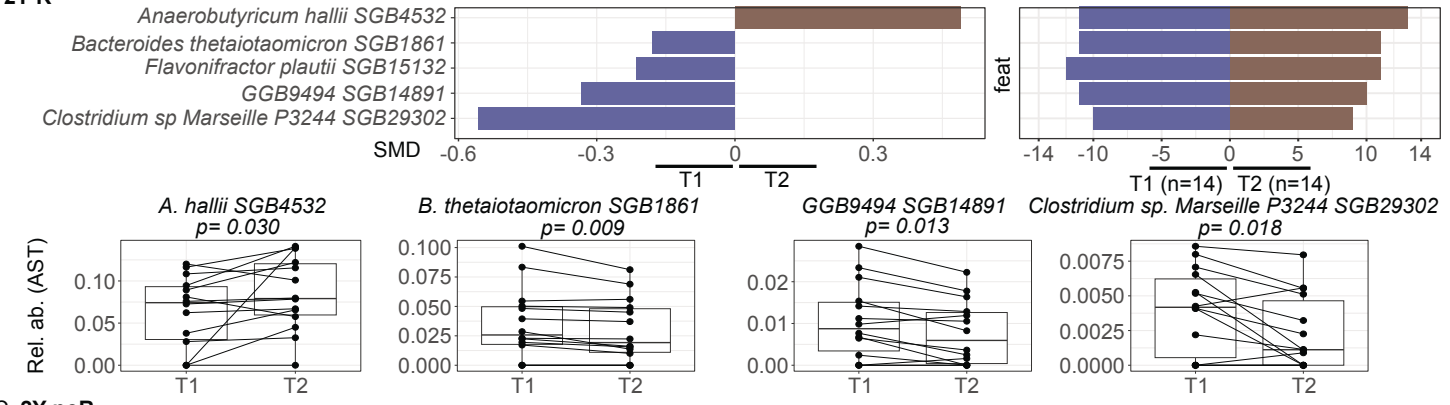 Anaerobutyricum hallii SGB4532
Bacteroides thetaiotaomicron SGB1861
Flavonifractor plautii SGB15132
GGB9494 SGB14891
Clostridium sp Marseille P3244 SGB29302
SMD
-0.6 -0.3 0 0.3
T1 T2
feat
-14 -10 -5 0 5 10 14
T1 (n=14) T2 (n=14)
A. hallii SGB4532
p= 0.030
Rel. ab. (AST)
0.10
0.05
0.00
T1 T2
B. thetaiotaomicron SGB1861
p= 0.009
0.100
0.075
0.050
0.025
0.000
T1 T2
GGB9494 SGB14891
p= 0.013
0.02
0.01
0.00
T1 T2
Clostridium sp. Marseille P3244 SGB29302
p= 0.018
0.0075
0.0050
0.0025
0.0000
T1 T2